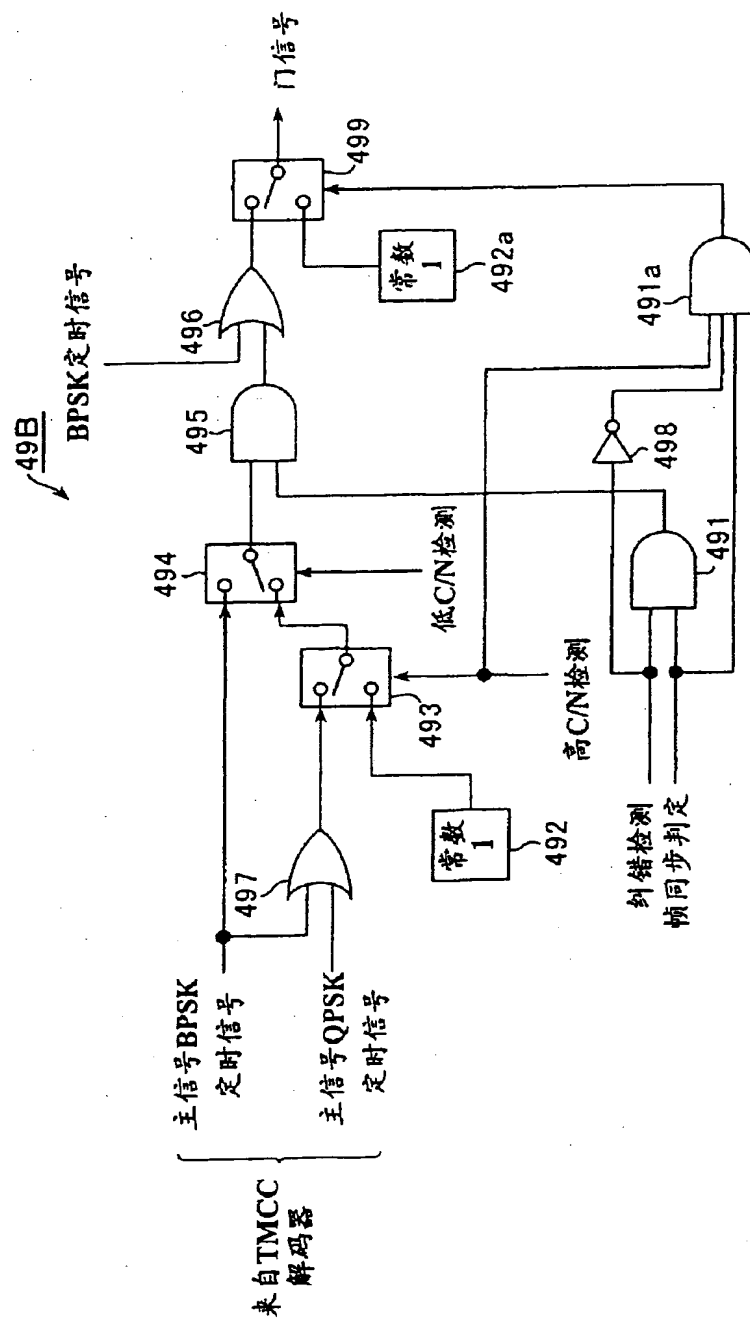 49B
BPSK定时信号
门信号
496
499
495
常数
1
492a
494
低C/N检测
491a
498
491
493
高C/N检测
497
常数
1
492
纠错检测
帧同步判定
主信号BPSK
定时信号
主信号QPSK
定时信号
来自TMCC
解码器